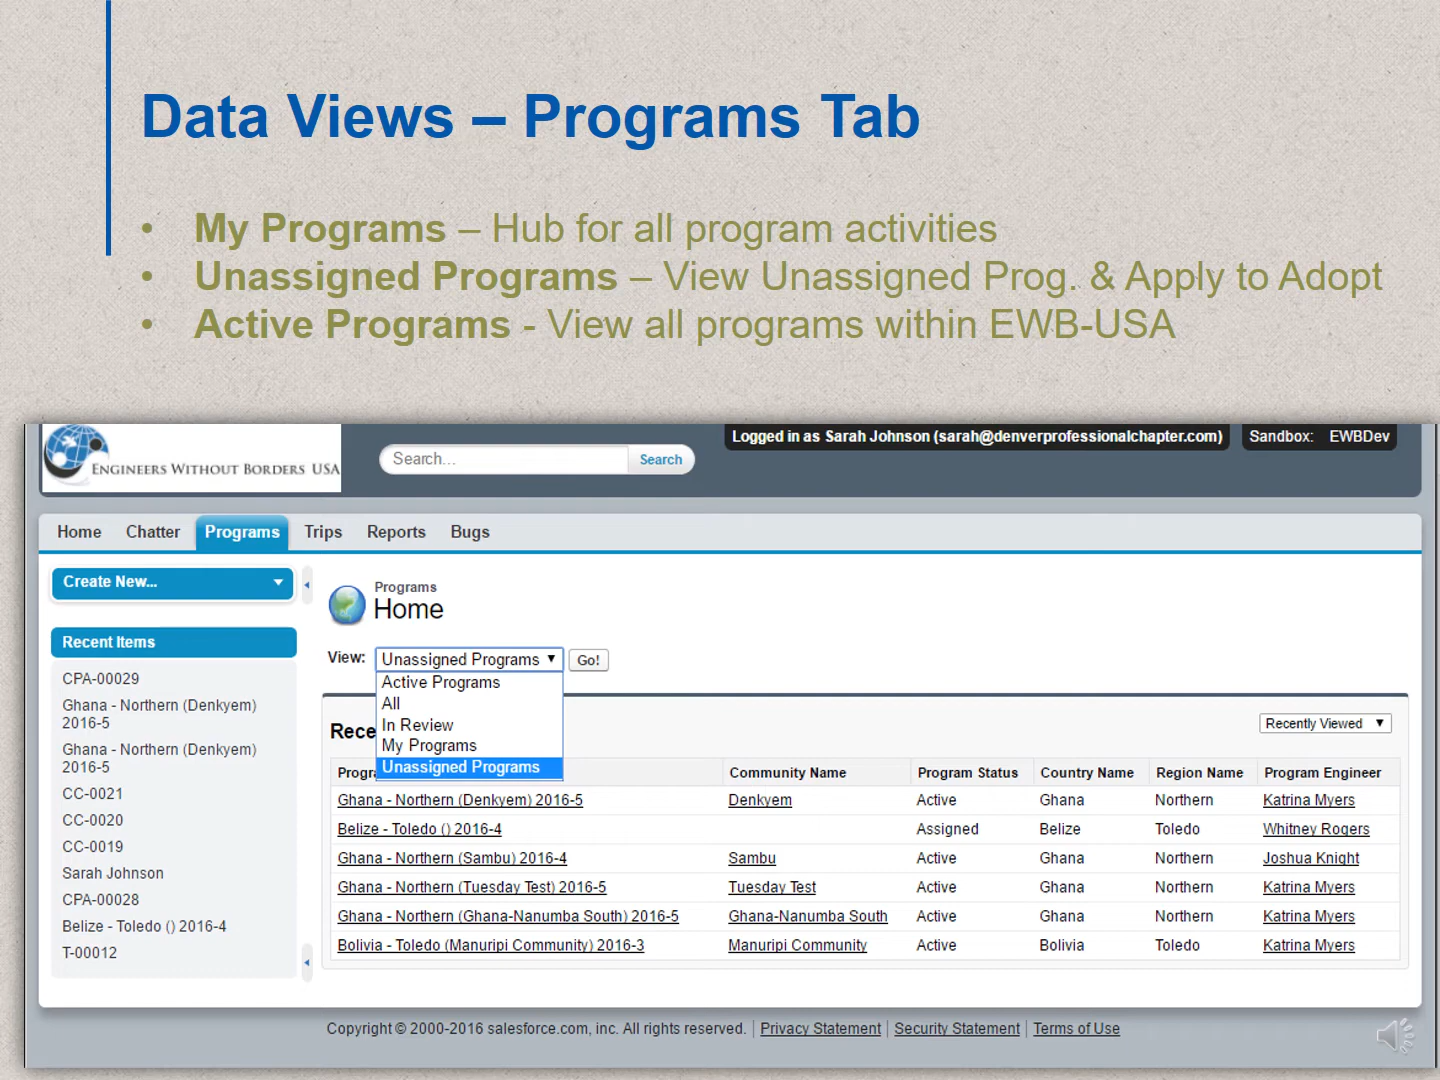 Data Views – Programs Tab
• My Programs – Hub for all program activities
• Unassigned Programs – View Unassigned Prog. & Apply to Adopt
• Active Programs - View all programs within EWB-USA
ENGINEERS WITHOUT BORDERS USA
Search...
Search
Logged in as Sarah Johnson (sarah@denverprofessionalchapter.com)
Sandbox: EWBDev
Home Chatter Programs Trips Reports Bugs
Create New...
Recent Items
CPA-00029
Ghana - Northern (Denkyem)
2016-5
Ghana - Northern (Denkyem)
2016-5
CC-0021
CC-0020
CC-0019
Sarah Johnson
CPA-00028
Belize - Toledo () 2016-4
T-00012
Programs
Home
View: Unassigned Programs Go!
Active Programs
All
In Review
My Programs
Unassigned Programs
Recently Viewed
Community Name Program Status Country Name Region Name Program Engineer
Ghana - Northern (Denkyem) 2016-5 Denkyem Active Ghana Northern Katrina Myers
Belize - Toledo () 2016-4 Assigned Belize Toledo Whitney Rogers
Ghana - Northern (Sambu) 2016-4 Sambu Active Ghana Northern Joshua Knight
Ghana - Northern (Tuesday Test) 2016-5 Tuesday Test Active Ghana Northern Katrina Myers
Ghana - Northern (Ghana-Nanumba South) 2016-5 Ghana-Nanumba South Active Ghana Northern Katrina Myers
Bolivia - Toledo (Manuripi Community) 2016-3 Manuripi Community Active Bolivia Toledo Katrina Myers
Copyright © 2000-2016 salesforce.com, inc. All rights reserved. | Privacy Statement | Security Statement | Terms of Use